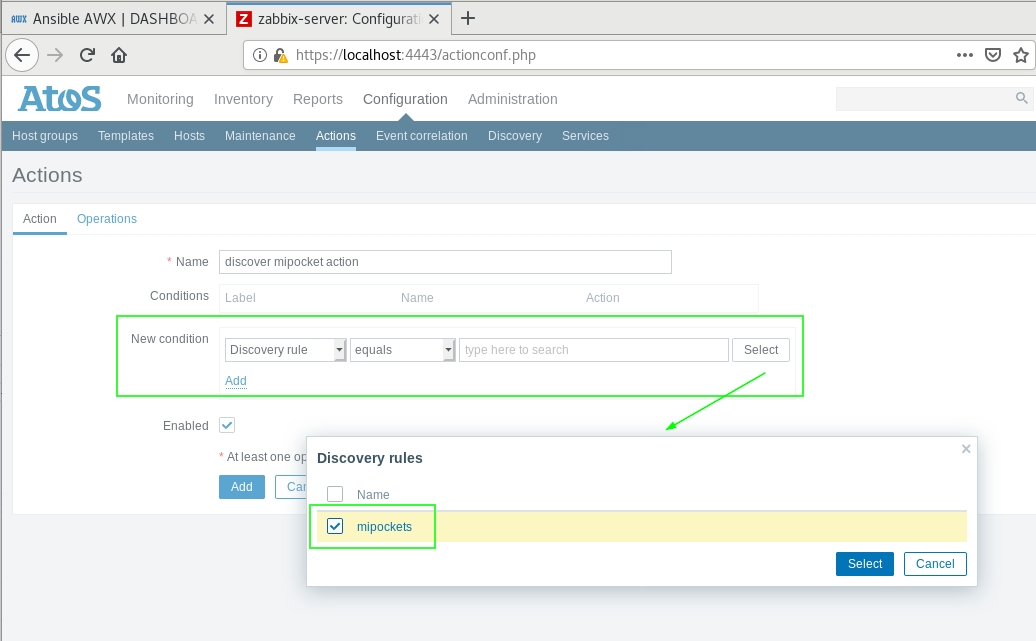 AWX Ansible AWX | DASHBOA
Z zabbix-server: Configurati
https://localhost:4443/actionconf.php
Atos Monitoring Inventory Reports Configuration Administration
Host groups Templates Hosts Maintenance Actions Event correlation Discovery Services
Actions
Action Operations
* Name discover mipocket action
Conditions Label Name Action
New condition
Discovery rule equals type here to search Select
Add
Enabled
* At least one op
Add Can
Discovery rules
Name
mipockets
Select Cancel